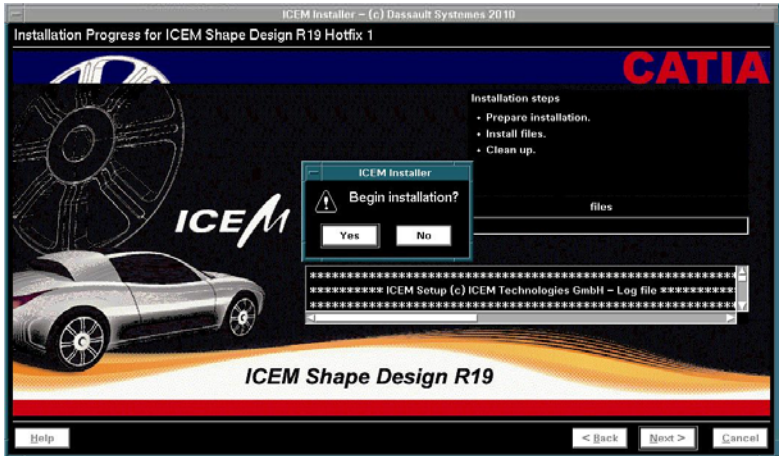 ICEM Installer – (c) Dassault Systemes 2010
Installation Progress for ICEM Shape Design R19 Hotfix 1
CATIA
Installation steps
• Prepare installation.
• Install files.
• Clean up.
ICEM Installer
Begin installation?
Yes No
files
ICEM
**********************************************************************
********** ICEM Setup (c) ICEM Technologies GmbH – Log file **********
**********************************************************************
ICEM Shape Design R19
Help < Back Next > Cancel